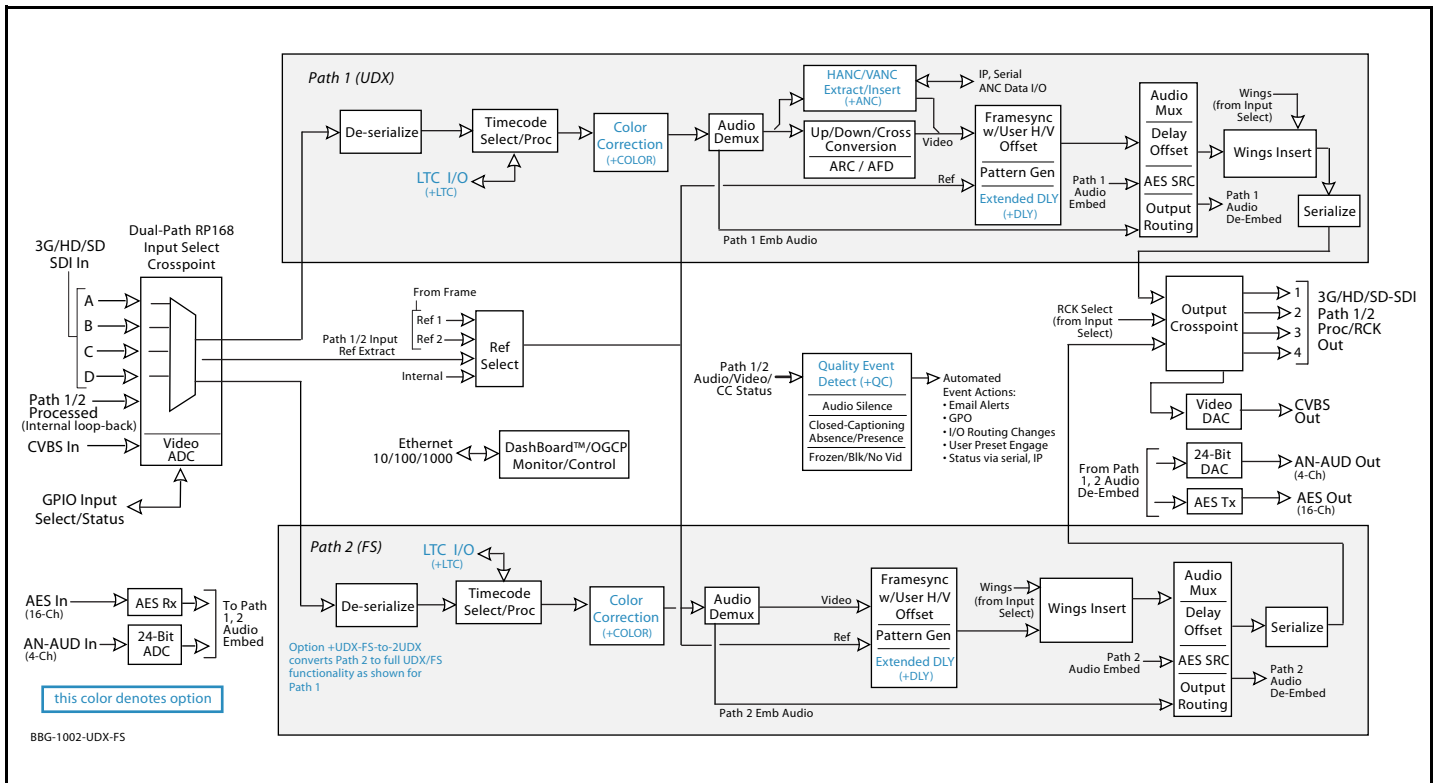 Path 1 (UDX)
De-serialize
Timecode
Select/Proc
LTC I/O
(+LTC)
Color
Correction
(+COLOR)
Audio
Demux
HANC/VANC
Extract/Insert
(+ANC)
IP, Serial
ANC Data I/O
Up/Down/Cross
Conversion
ARC / AFD
Video
Ref
Framesync
w/User H/V
Offset
Pattern Gen
Extended DLY
(+DLY)
Path 1
Audio
Embed
Audio
Mux
Delay
Offset
AES SRC
Output
Routing
Wings
(from Input
Select)
Wings Insert
Path 1
Audio
De-Embed
Serialize
Path 1 Emb Audio
Dual-Path RP168
Input Select
Crosspoint
3G/HD/SD
SDI In
A
B
C
D
Path 1/2
Processed
(Internal loop-back)
CVBS In
Video
ADC
GPIO Input
Select/Status
From Frame
Ref 1
Ref 2
Path 1/2 Input
Ref Extract
Internal
Ref
Select
Ethernet
10/100/1000
DashBoard™/OGCP
Monitor/Control
Path 1/2
Audio/Video/
CC Status
Quality Event
Detect (+QC)
Audio Silence
Closed-Captioning
Absence/Presence
Frozen/Blk/No Vid
Automated
Event Actions:
• Email Alerts
• GPO
• I/O Routing Changes
• User Preset Engage
• Status via serial, IP
RCK Select
(from Input
Select)
Output
Crosspoint
1
2
3
4
3G/HD/SD-SDI
Path 1/2
Proc/RCK
Out
Video
DAC
CVBS
Out
From Path
1, 2 Audio
De-Embed
24-Bit
DAC
AN-AUD Out
(4-Ch)
AES Tx
AES Out
(16-Ch)
AES In
(16-Ch)
AES Rx
AN-AUD In
(4-Ch)
24-Bit
ADC
To Path
1, 2
Audio
Embed
this color denotes option
BBG-1002-UDX-FS
Path 2 (FS)
LTC I/O
(+LTC)
De-serialize
Timecode
Select/Proc
Color
Correction
(+COLOR)
Audio
Demux
Video
Ref
Framesync
w/User H/V
Offset
Pattern Gen
Extended DLY
(+DLY)
Wings
(from Input
Select)
Wings Insert
Audio
Mux
Delay
Offset
AES SRC
Output
Routing
Serialize
Path 2
Audio Embed
Path 2
Audio
De-Embed
Path 2 Emb Audio
Option +UDX-FS-to-2UDX
converts Path 2 to full UDX/FS
functionality as shown for
Path 1